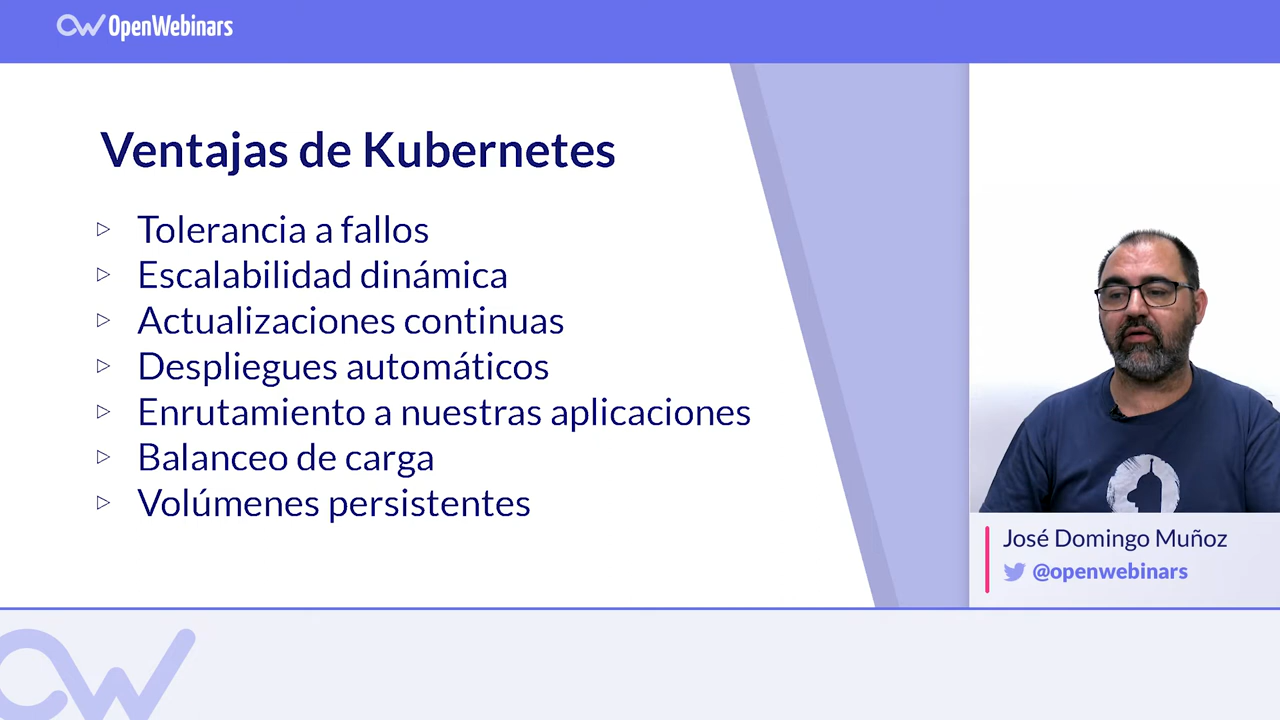 OpenWebinars
Ventajas de Kubernetes
Tolerancia a fallos
Escalabilidad dinámica
Actualizaciones continuas
Despliegues automáticos
Enrutamiento a nuestras aplicaciones
Balanceo de carga
Volúmenes persistentes
José Domingo Muñoz
@openwebinars